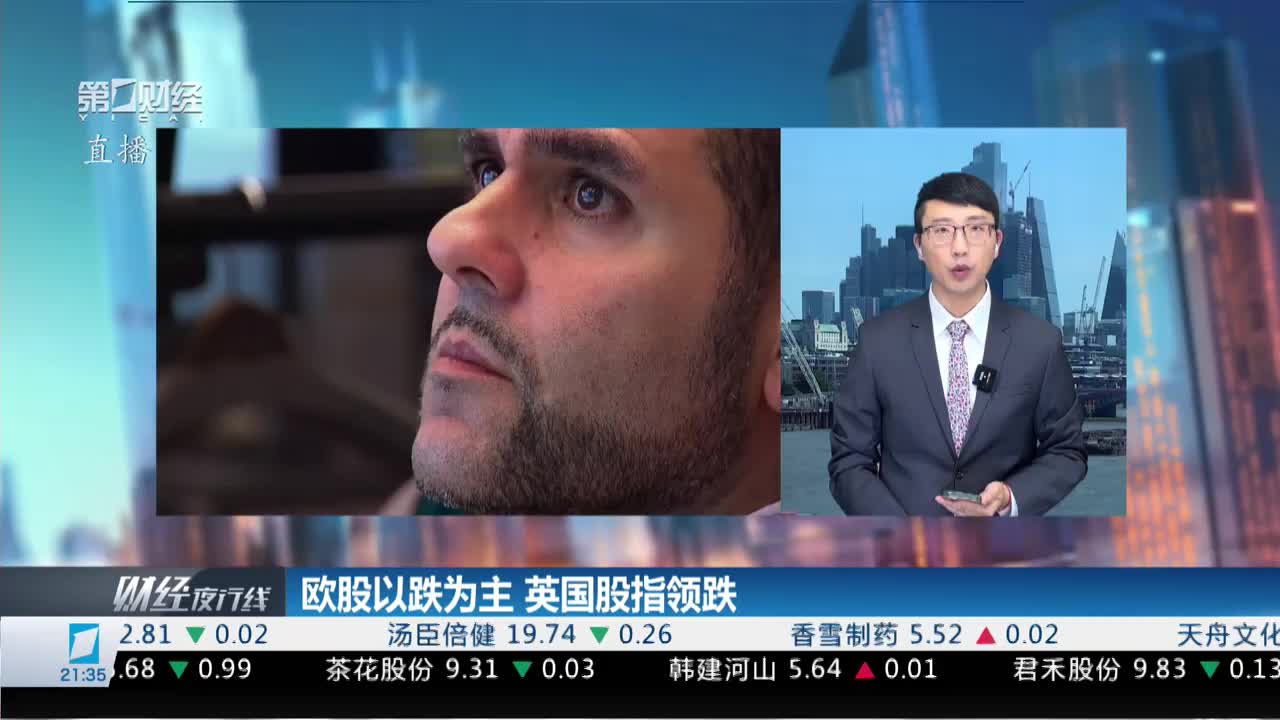 第一财经
YICAI
直播
财经夜行线
欧股以跌为主 英国股指领跌
2.81 ▼ 0.02 汤臣倍健 19.74 ▼ 0.26 香雪制药 5.52 ▲ 0.02 天舟文化
21:35
.68 ▼ 0.99 茶花股份 9.31 ▼ 0.03 韩建河山 5.64 ▲ 0.01 君禾股份 9.83 ▼ 0.13